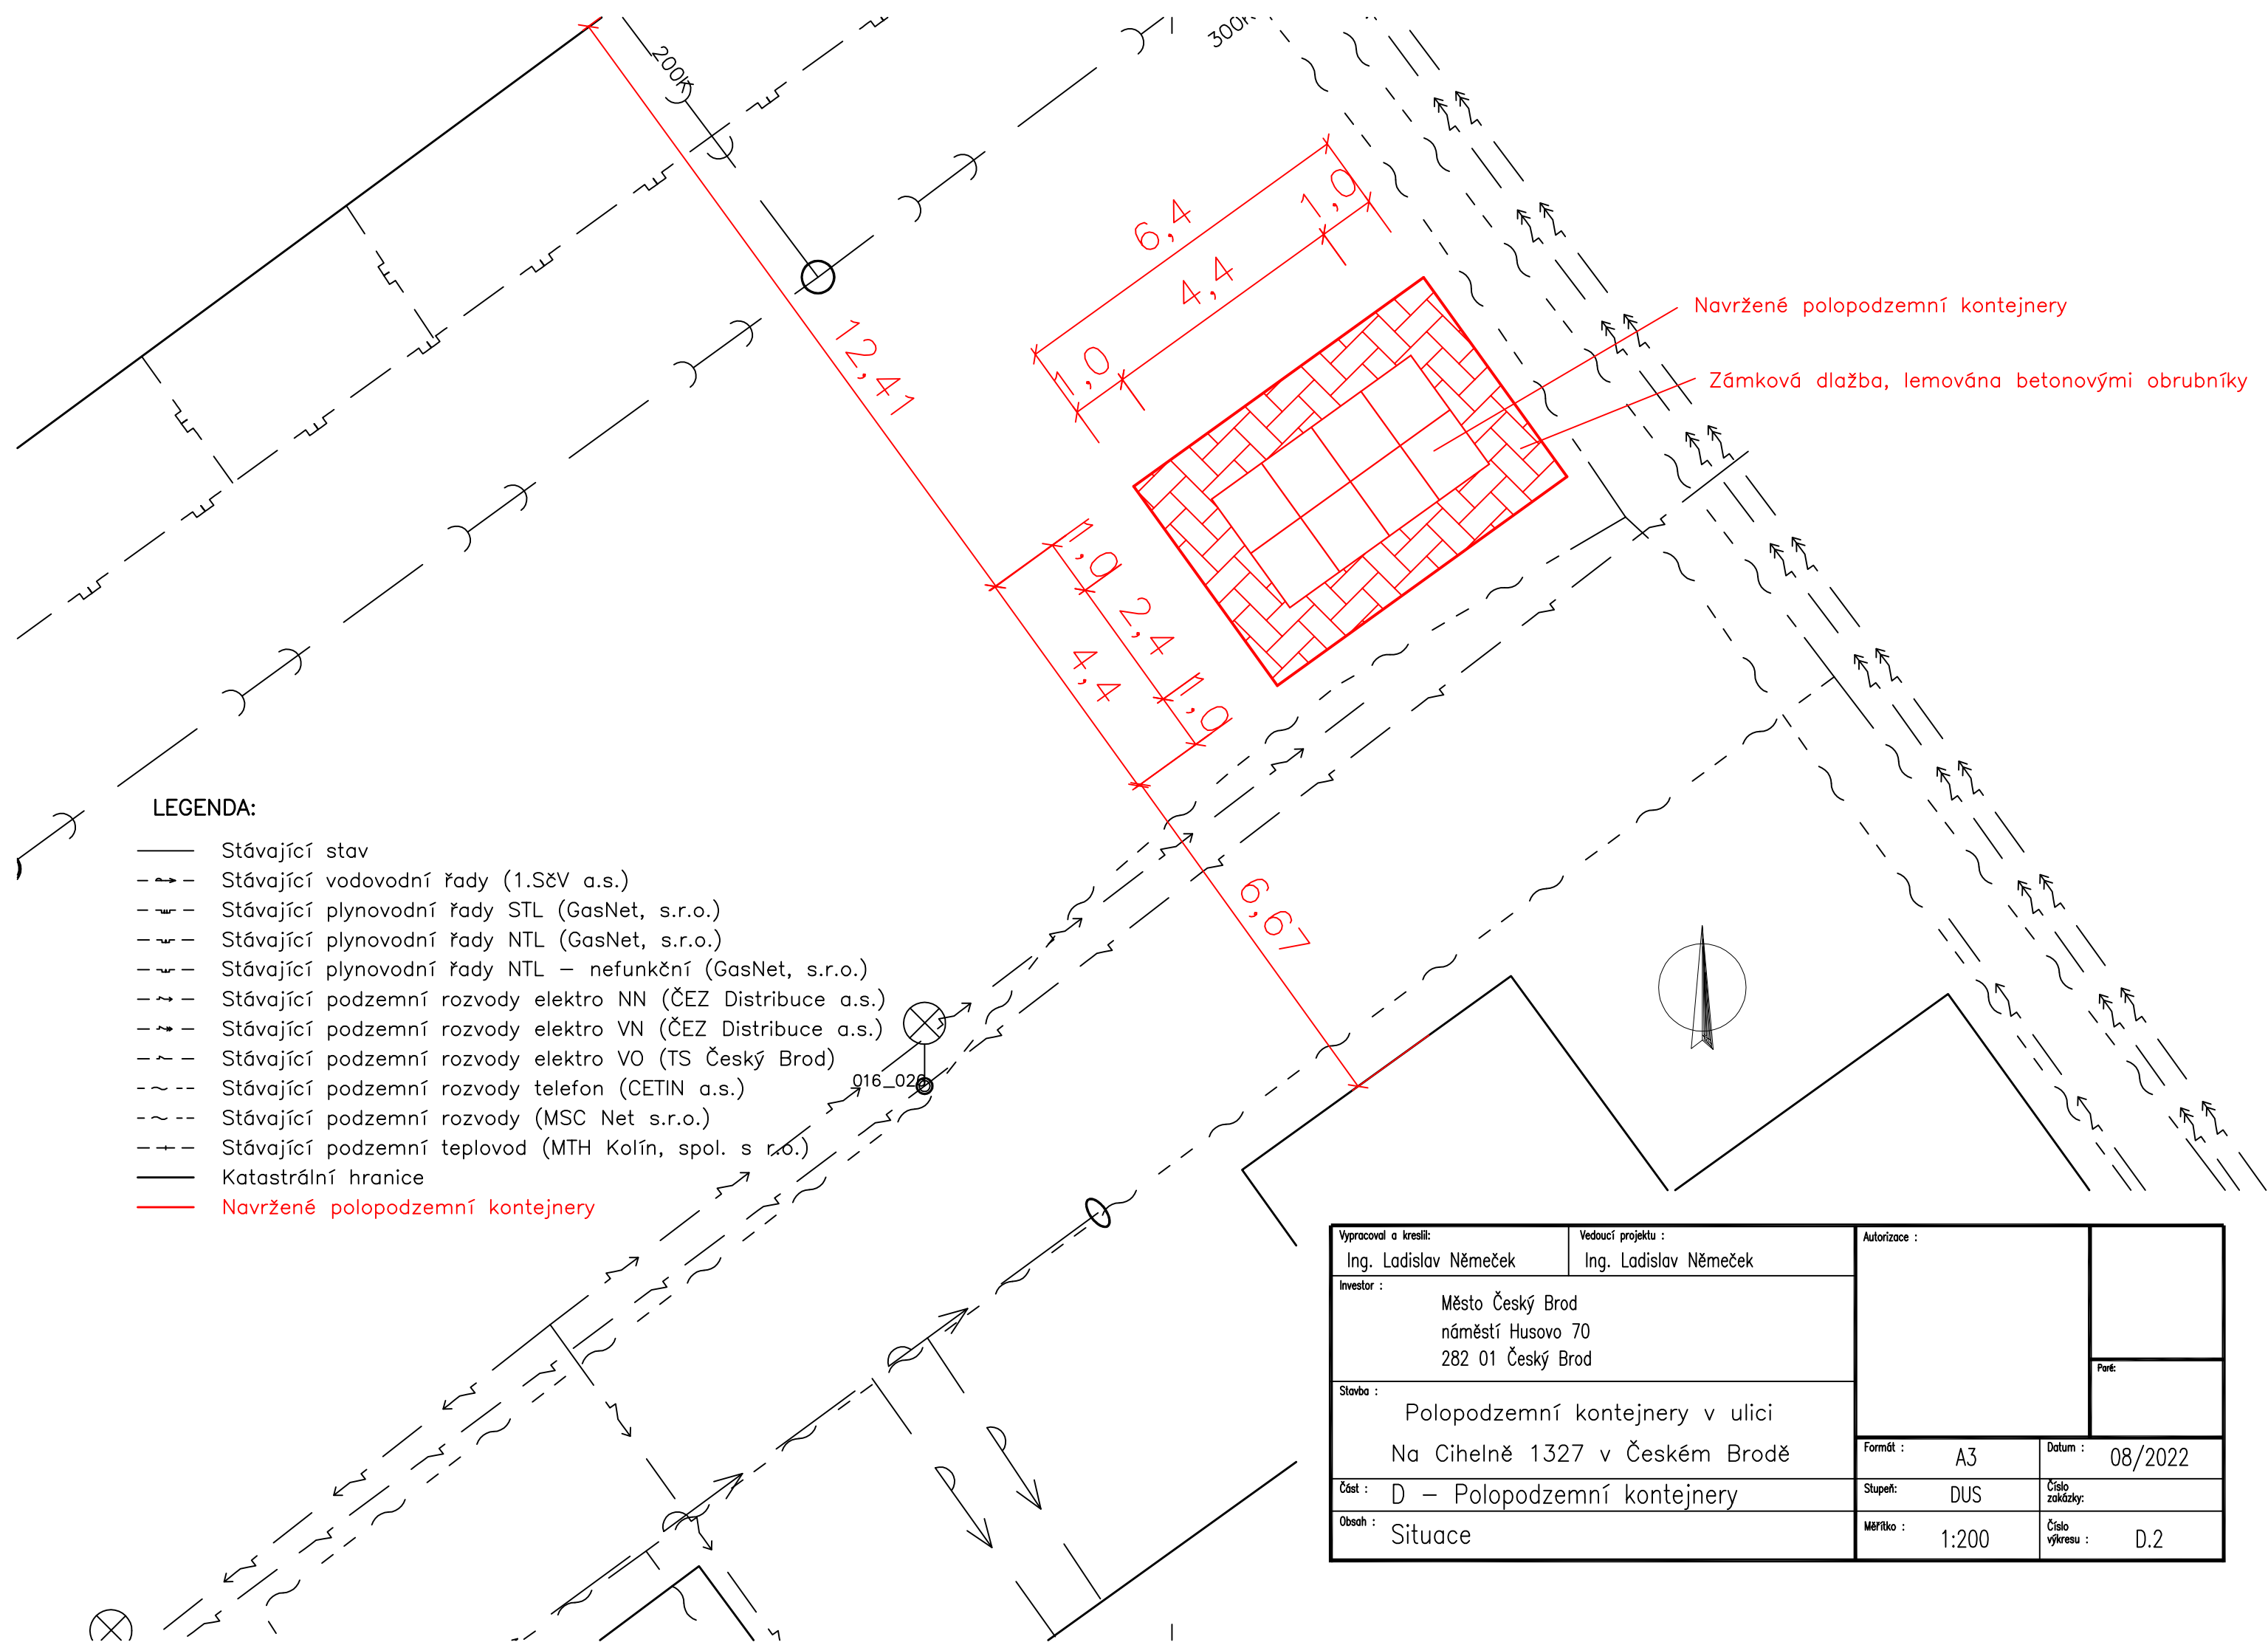 200K
300K
6,4
1,0
4,4
1,0
12,41
Navržené polopodzemní kontejnery
Zámková dlažba, lemována betonovými obrubníky
1,0
2,4
4,4
1,0
6,67
LEGENDA:
Stávající stav
Stávající vodovodní řady (1.SčV a.s.)
Stávající plynovodní řady STL (GasNet, s.r.o.)
Stávající plynovodní řady NTL (GasNet, s.r.o.)
Stávající plynovodní řady NTL – nefunkční (GasNet, s.r.o.)
Stávající podzemní rozvody elektro NN (ČEZ Distribuce a.s.)
Stávající podzemní rozvody elektro VN (ČEZ Distribuce a.s.)
Stávající podzemní rozvody elektro VO (TS Český Brod)
Stávající podzemní rozvody telefon (CETIN a.s.)
Stávající podzemní rozvody (MSC Net s.r.o.)
Stávající podzemní teplovod (MTH Kolín, spol. s r.o.)
Katastrální hranice
Navržené polopodzemní kontejnery
Vypracoval a kreslil:
Ing. Ladislav Němeček
Vedoucí projektu :
Ing. Ladislav Němeček
Autorizace :
Investor :
Město Český Brod
náměstí Husovo 70
282 01 Český Brod
Paré:
Stavba :
Polopodzemní kontejnery v ulici
Na Cihelně 1327 v Českém Brodě
Formát :
A3
Datum :
08/2022
Část :
D – Polopodzemní kontejnery
Stupeň:
DUS
Číslo
zakázky:
Obsah :
Situace
Měřítko :
1:200
Číslo
výkresu :
D.2